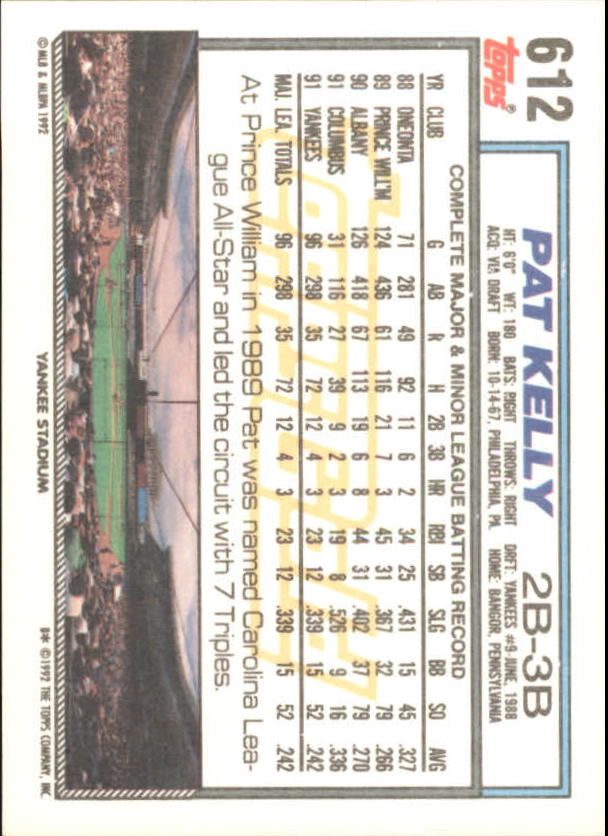 612
Topps®
PAT KELLY 2B-3B
HT: 6'0" WT: 180 BATS: RIGHT THROWS: RIGHT DRFT: YANKEES #9-JUNE, 1988
ACQ: VIA DRAFT BORN: 10-14-67, PHILADELPHIA, PA. HOME: BANGOR, PENNSYLVANIA
COMPLETE MAJOR & MINOR LEAGUE BATTING RECORD
YR CLUB G AB R H 2B 3B HR RBI SB SLG BB SO AVG
88 ONEONTA 71 281 49 92 11 6 2 34 25 .431 15 45 .327
89 PRINCE WILL'M 124 436 61 116 21 7 3 45 31 .367 32 79 .266
90 ALBANY 126 418 67 113 19 6 8 44 31 .402 37 79 .270
91 COLUMBUS 31 116 27 39 9 2 3 19 8 .526 9 16 .336
91 YANKEES 96 298 35 72 12 4 3 23 12 .339 15 52 .242
MAJ. LEA. TOTALS 96 298 35 72 12 4 3 23 12 .339 15 52 .242
At Prince William in 1989 Pat was named Carolina Lea-
gue All-Star and led the circuit with 7 Triples.
© MLB & MLBPA 1992
YANKEE STADIUM
B* © 1992 THE TOPPS COMPANY, INC.